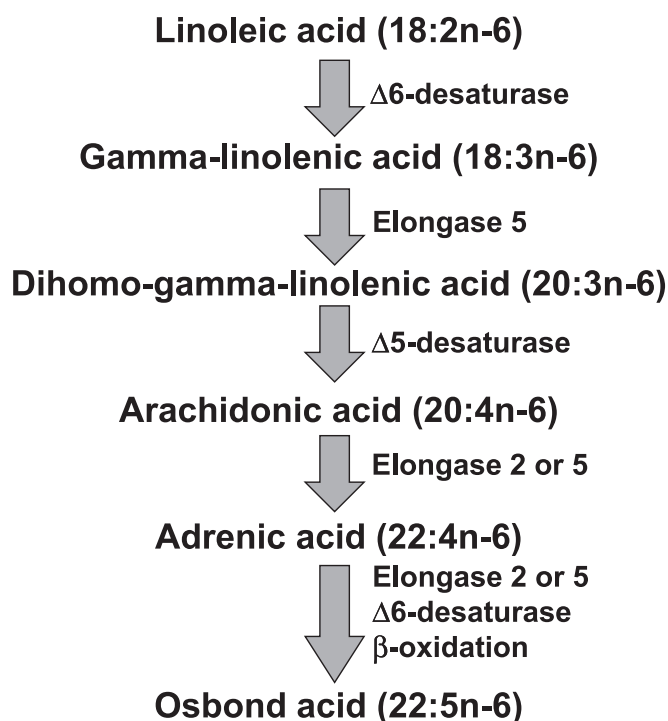 Linoleic acid (18:2n-6)
Δ6-desaturase
Gamma-linolenic acid (18:3n-6)
Elongase 5
Dihomo-gamma-linolenic acid (20:3n-6)
Δ5-desaturase
Arachidonic acid (20:4n-6)
Elongase 2 or 5
Adrenic acid (22:4n-6)
Elongase 2 or 5
Δ6-desaturase
β-oxidation
Osbond acid (22:5n-6)